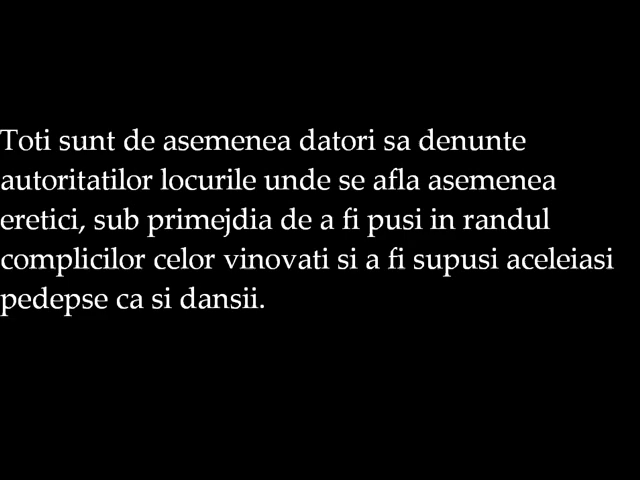 Toti sunt de asemenea datori sa denunte
autoritatilor locurile unde se afla asemenea
eretici, sub primejdia de a fi pusi in randul
complicilor celor vinovati si a fi supusi aceleiasi
pedepse ca si dansii.